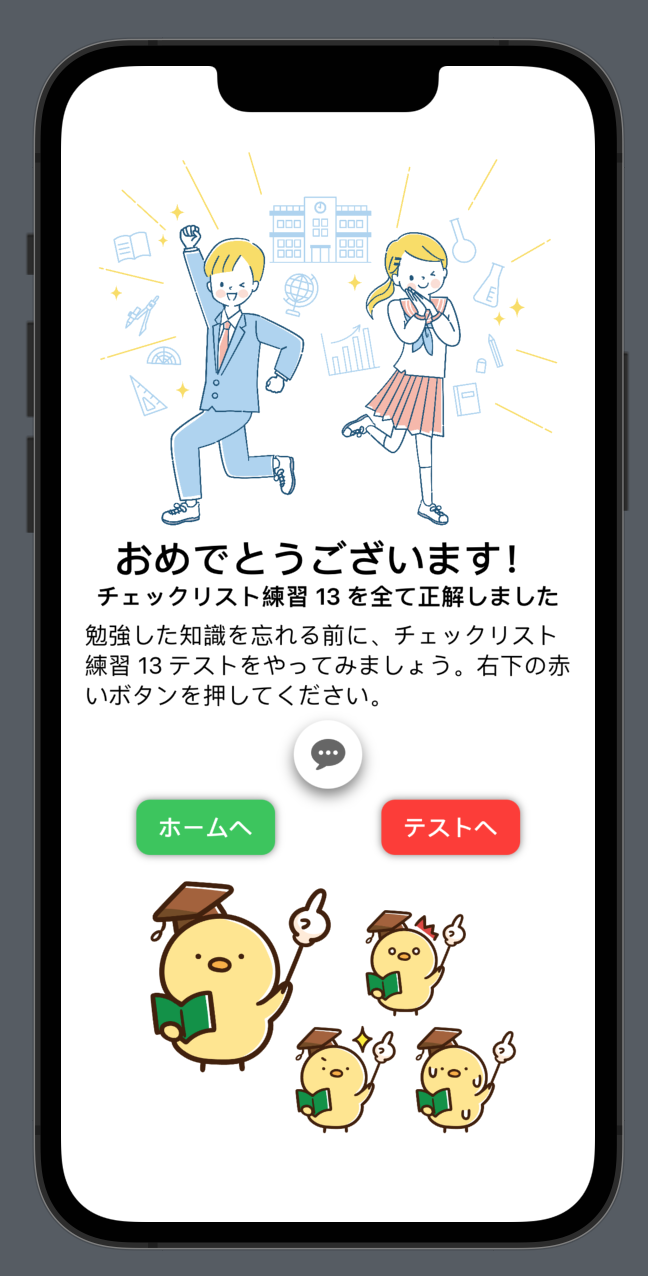 おめでとうございます！
チェックリスト練習 13 を全て正解しました
勉強した知識を忘れる前に、チェックリスト
練習 13 テストをやってみましょう。右下の赤
いボタンを押してください。
ホームへ
テストへ